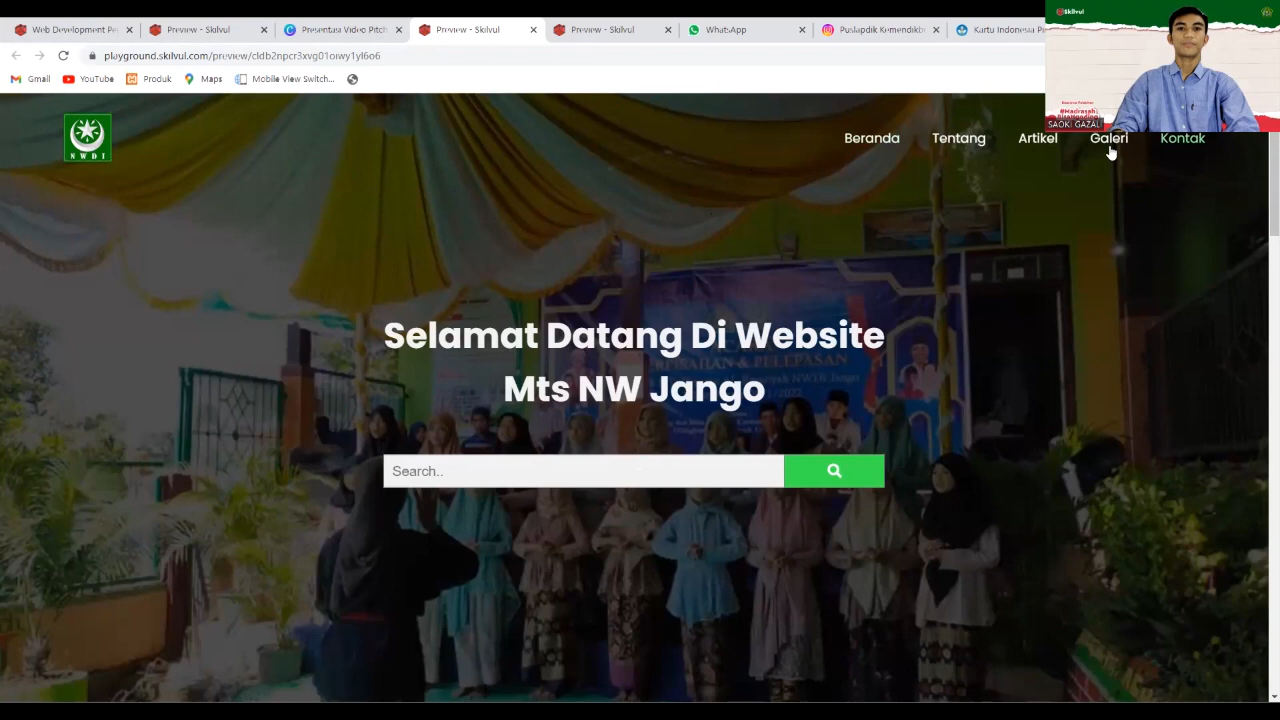 Web Development Pe
Preview - Skilvul
Presentasi Video Pitch
Preview - Skilvul
Preview - Skilvul
WhatsApp
Puslapdik Kemendikb
Kartu Indonesia P
playground.skilvul.com/preview/cldb2npcr3xvg01oiwy1yl6o6
Gmail
YouTube
Produk
Maps
Mobile View Switch...
Skilvul
SAOKI GAZALI
NWDI
Beranda
Tentang
Artikel
Galeri
Kontak
Selamat Datang Di Website
Mts NW Jango
Search..